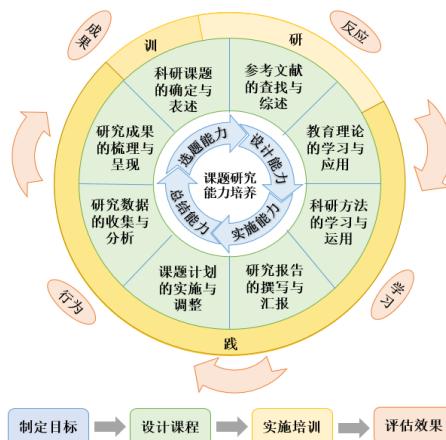 成果
反应
训
研
科研课题
的确定与
表述
参考文献
的查找与
综述
研究成果
的梳理与
呈现
教育理论
的学习与
应用
选题能力
设计能力
课题研究
能力培养
总结能力
实施能力
研究数据
的收集与
分析
科研方法
的学习与
运用
课题计划
的实施与
调整
研究报告
的撰写与
汇报
行为
学习
践
制定目标
设计课程
实施培训
评估效果